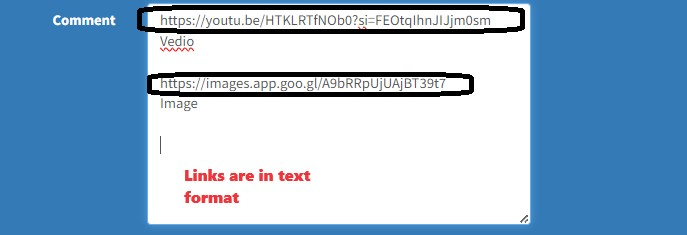 Comment
https://youtu.be/HTKLRTfNOb0?si=FEOtqIhnJIJjm0sm
Vedio
https://images.app.goo.gl/A9bRRpUjUAjBT39t7
Image
Links are in text
format